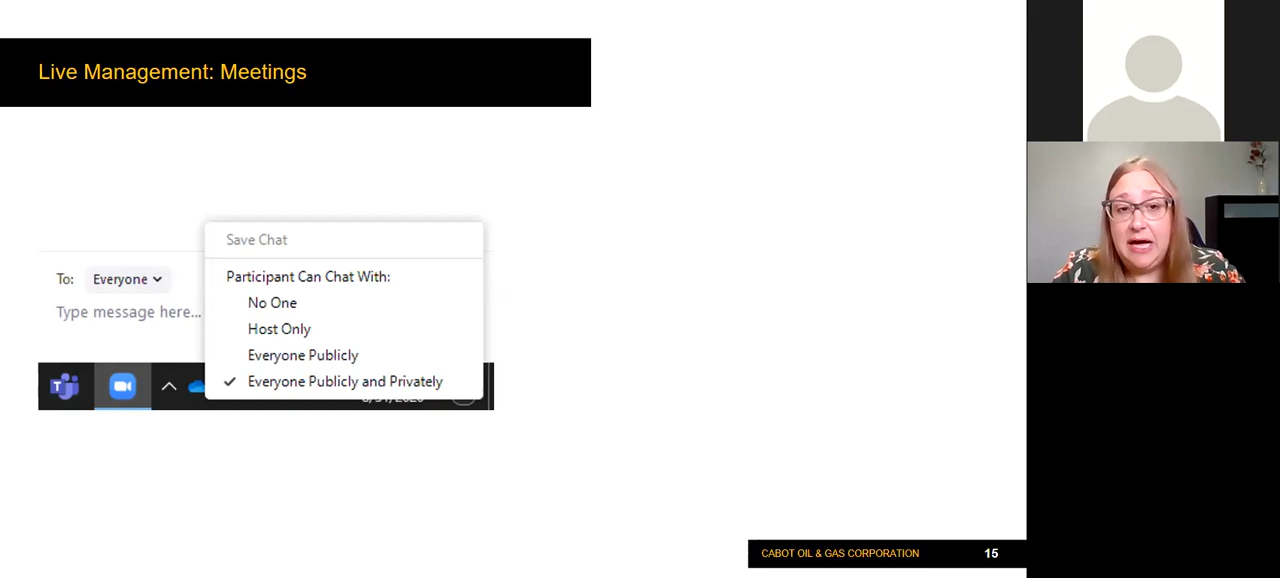 Live Management: Meetings
Save Chat
To: Everyone
Participant Can Chat With:
No One
Type message here...
Host Only
Everyone Publicly
Everyone Publicly and Privately
CABOT OIL & GAS CORPORATION 15